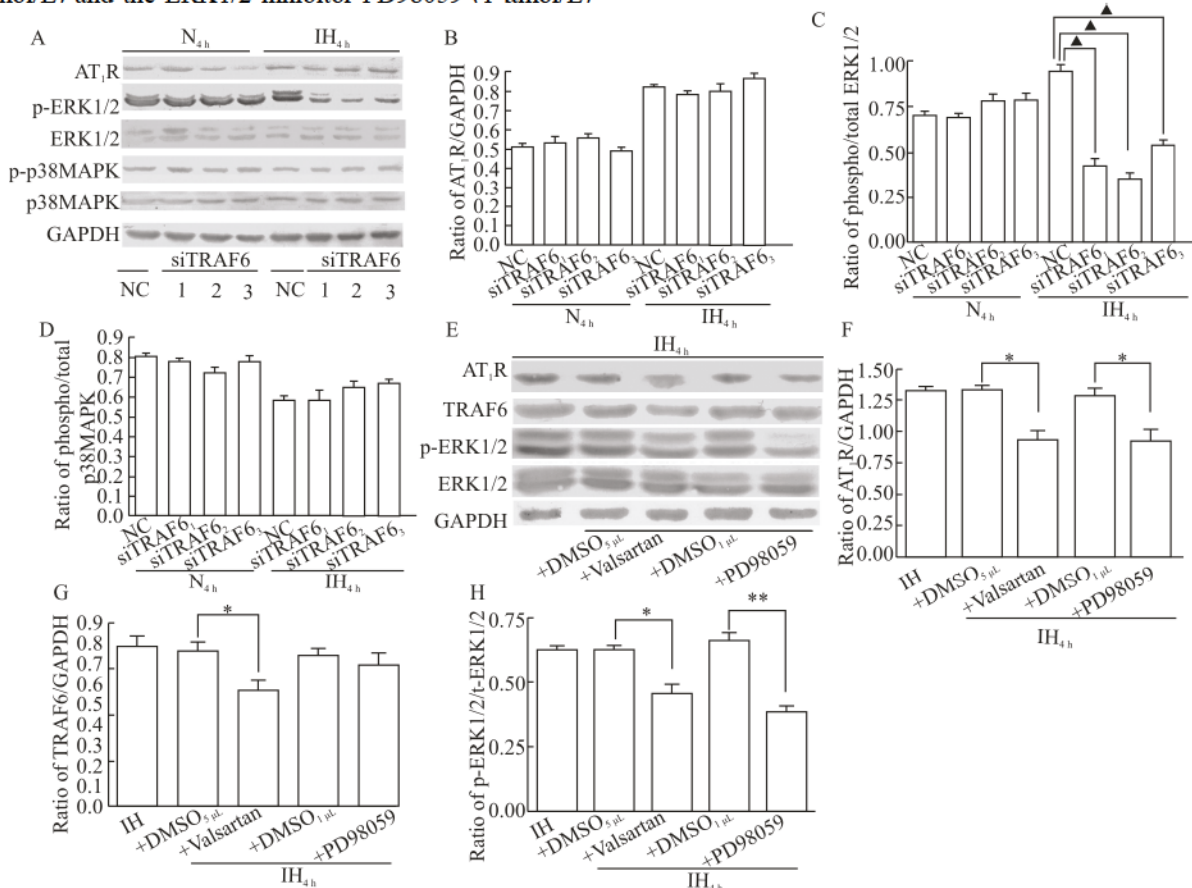 and the ERK1/2 inhibitor PD98059 (1
A
N4 h
IH4 h
AT1R
p-ERK1/2
ERK1/2
p-p38MAPK
p38MAPK
GAPDH
siTRAF6
siTRAF6
NC 1 2 3 NC 1 2 3
B
Ratio of AT1R/GAPDH
0.9
0.8
0.7
0.6
0.5
0.4
0.3
0.2
0.1
0.0
NC
siTRAF61
siTRAF62
siTRAF63
NC
siTRAF61
siTRAF62
siTRAF63
N4 h
IH4 h
C
Ratio of phospho/total ERK1/2
1.00
0.75
0.50
0.25
0.00
▲
▲
▲
NC
siTRAF61
siTRAF62
siTRAF63
NC
siTRAF61
siTRAF62
siTRAF63
N4 h
IH4 h
D
Ratio of phospho/total
p38MAPK
0.9
0.8
0.7
0.6
0.5
0.4
0.3
0.2
0.1
0.0
NC
siTRAF61
siTRAF62
siTRAF63
NC
siTRAF61
siTRAF62
siTRAF63
N4 h
IH4 h
E
IH4 h
AT1R
TRAF6
p-ERK1/2
ERK1/2
GAPDH
+DMSO5 μL
+Valsartan
+DMSO1 μL
+PD98059
F
Ratio of AT1R/GAPDH
1.50
1.25
1.00
0.75
0.50
0.25
0.00
*
*
IH
+DMSO5 μL
+Valsartan
+DMSO1 μL
+PD98059
IH4 h
G
Ratio of TRAF6/GAPDH
0.9
0.8
0.7
0.6
0.5
0.4
0.3
0.2
0.1
0.0
*
IH
+DMSO5 μL
+Valsartan
+DMSO1 μL
+PD98059
IH4 h
H
Ratio of p-ERK1/2/t-ERK1/2
0.75
0.50
0.25
0.00
*
**
IH
+DMSO5 μL
+Valsartan
+DMSO1 μL
+PD98059
IH4 h